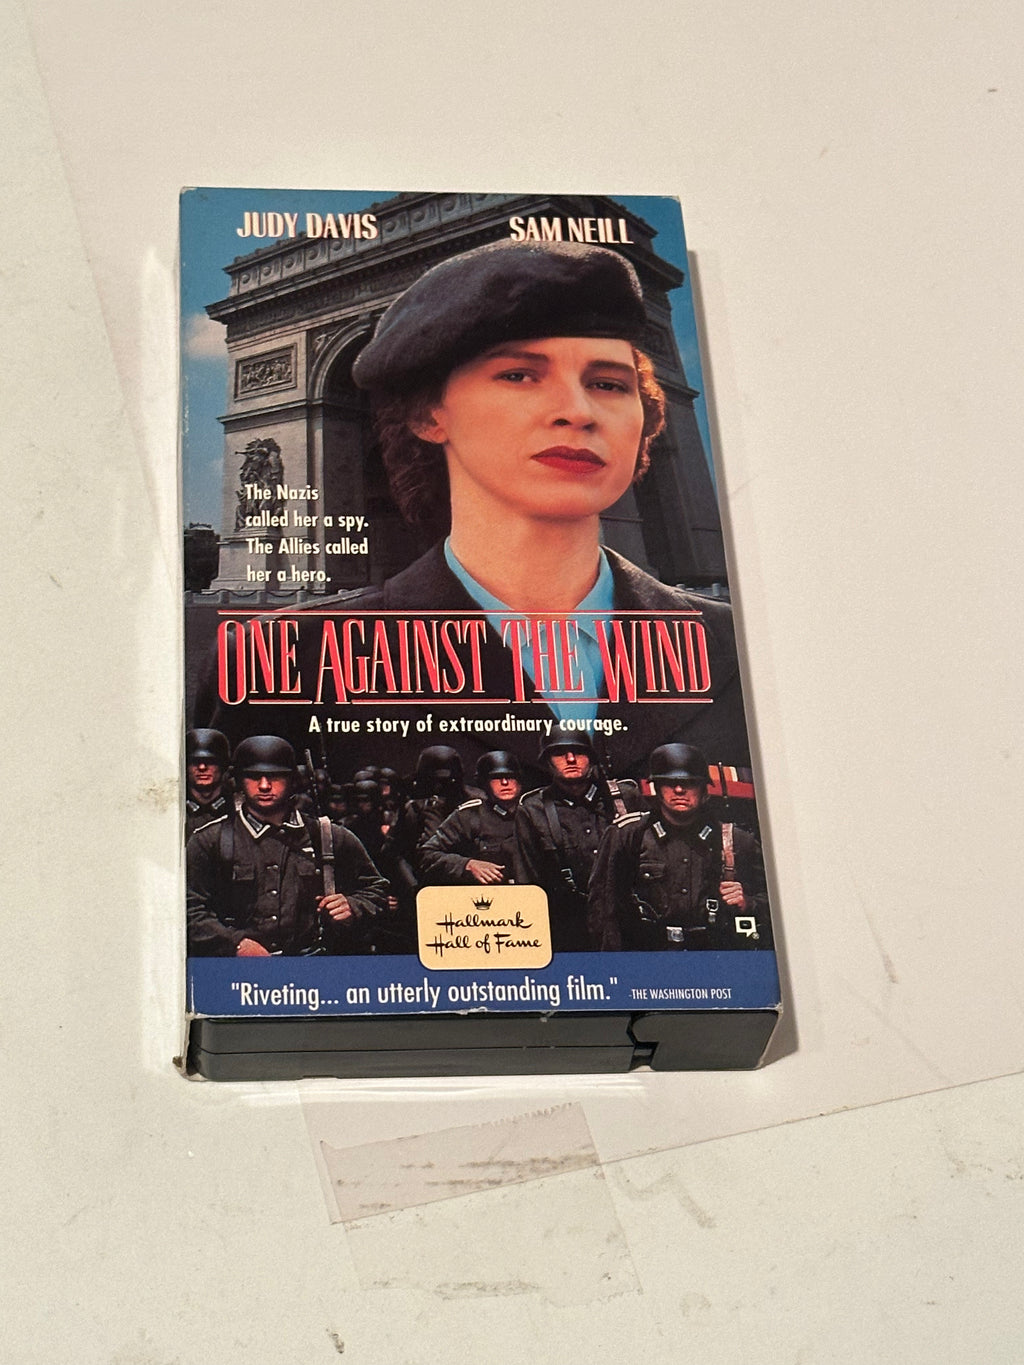 JUDY DAVIS
SAM NEILL
The Nazis
called her a spy.
The Allies called
her a hero.
ONE AGAINST THE WIND
A true story of extraordinary courage.
Hallmark
Hall of Fame
®
"Riveting... an utterly outstanding film." -THE WASHINGTON POST